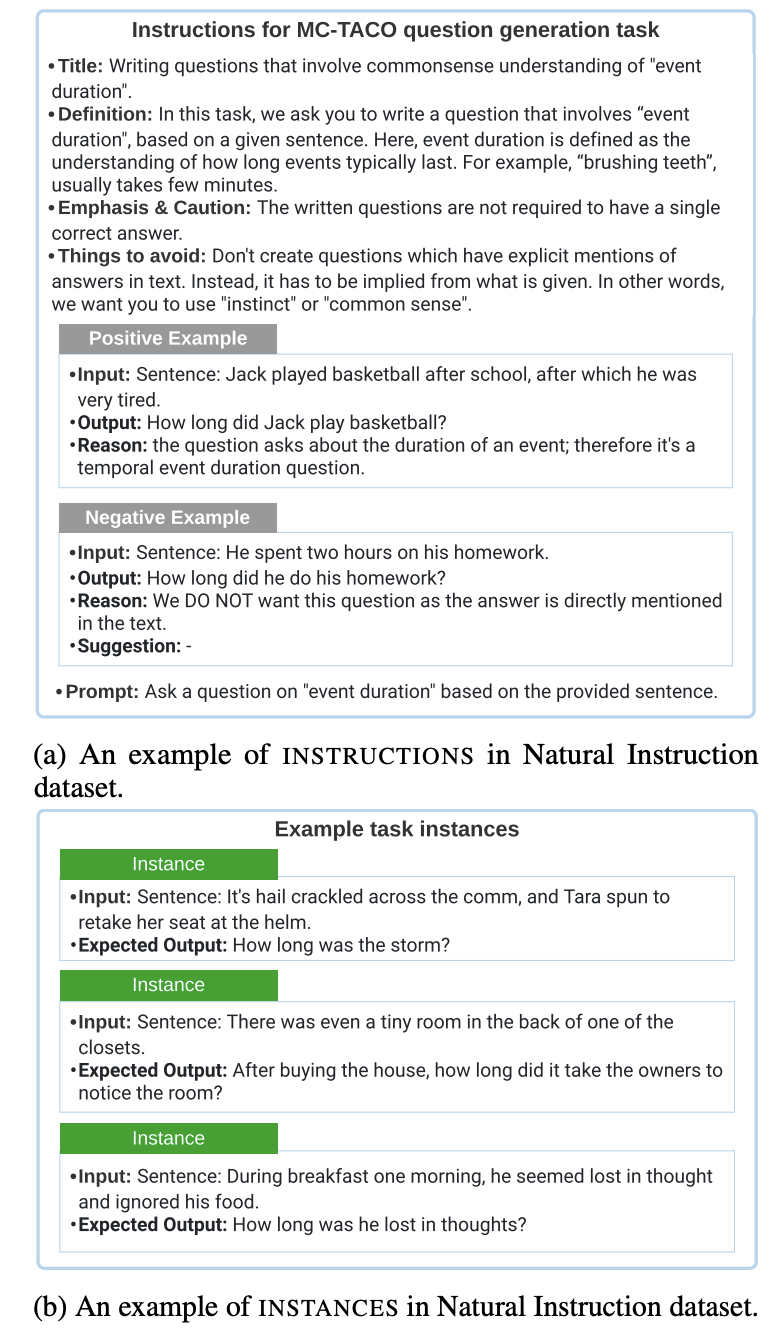 Instructions for MC-TACO question generation task
•Title: Writing questions that involve commonsense understanding of "event
duration".
•Definition: In this task, we ask you to write a question that involves “event
duration", based on a given sentence. Here, event duration is defined as the
understanding of how long events typically last. For example, “brushing teeth”,
usually takes few minutes.
•Emphasis & Caution: The written questions are not required to have a single
correct answer.
•Things to avoid: Don't create questions which have explicit mentions of
answers in text. Instead, it has to be implied from what is given. In other words,
we want you to use "instinct" or "common sense".
Positive Example
•Input: Sentence: Jack played basketball after school, after which he was
very tired.
•Output: How long did Jack play basketball?
•Reason: the question asks about the duration of an event; therefore it's a
temporal event duration question.
Negative Example
•Input: Sentence: He spent two hours on his homework.
•Output: How long did he do his homework?
•Reason: We DO NOT want this question as the answer is directly mentioned
in the text.
•Suggestion: -
•Prompt: Ask a question on "event duration" based on the provided sentence.
(a) An example of INSTRUCTIONS in Natural Instruction
dataset.
Example task instances
Instance
•Input: Sentence: It's hail crackled across the comm, and Tara spun to
retake her seat at the helm.
•Expected Output: How long was the storm?
Instance
•Input: Sentence: There was even a tiny room in the back of one of the
closets.
•Expected Output: After buying the house, how long did it take the owners to
notice the room?
Instance
•Input: Sentence: During breakfast one morning, he seemed lost in thought
and ignored his food.
•Expected Output: How long was he lost in thoughts?
(b) An example of INSTANCES in Natural Instruction dataset.